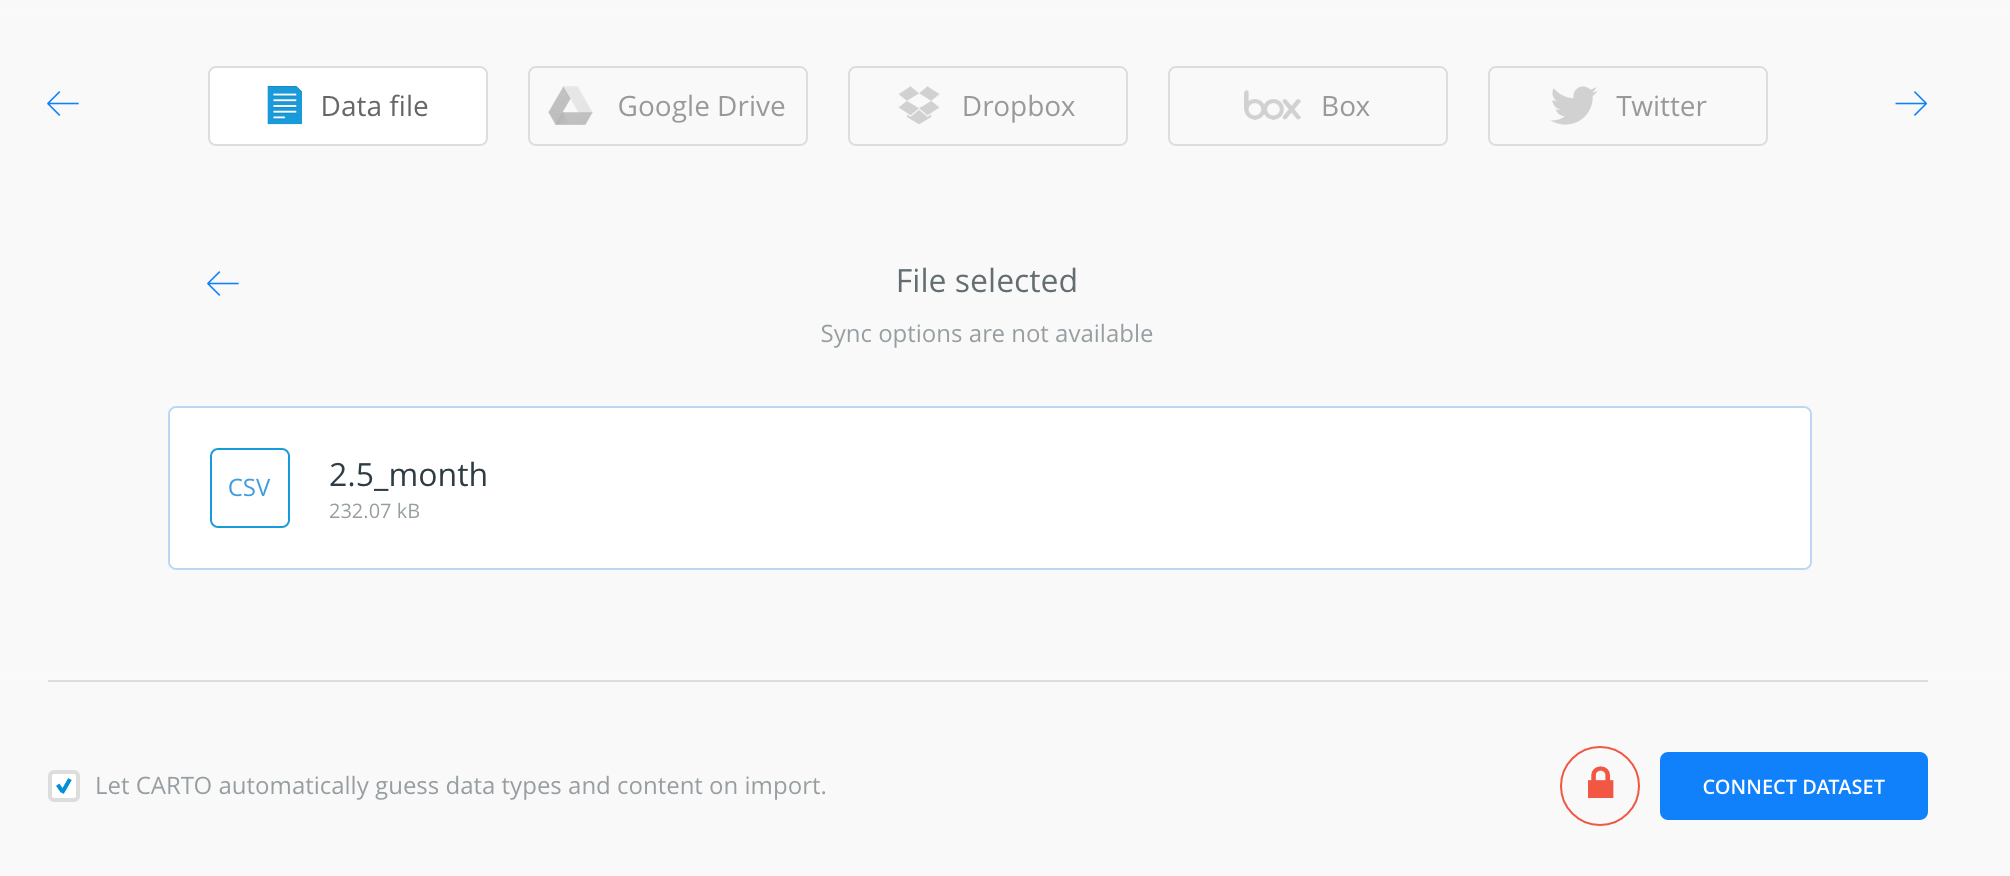 Data file
Google Drive
Dropbox
box Box
Twitter
File selected
Sync options are not available
CSV
2.5_month
232.07 kB
Let CARTO automatically guess data types and content on import.
CONNECT DATASET